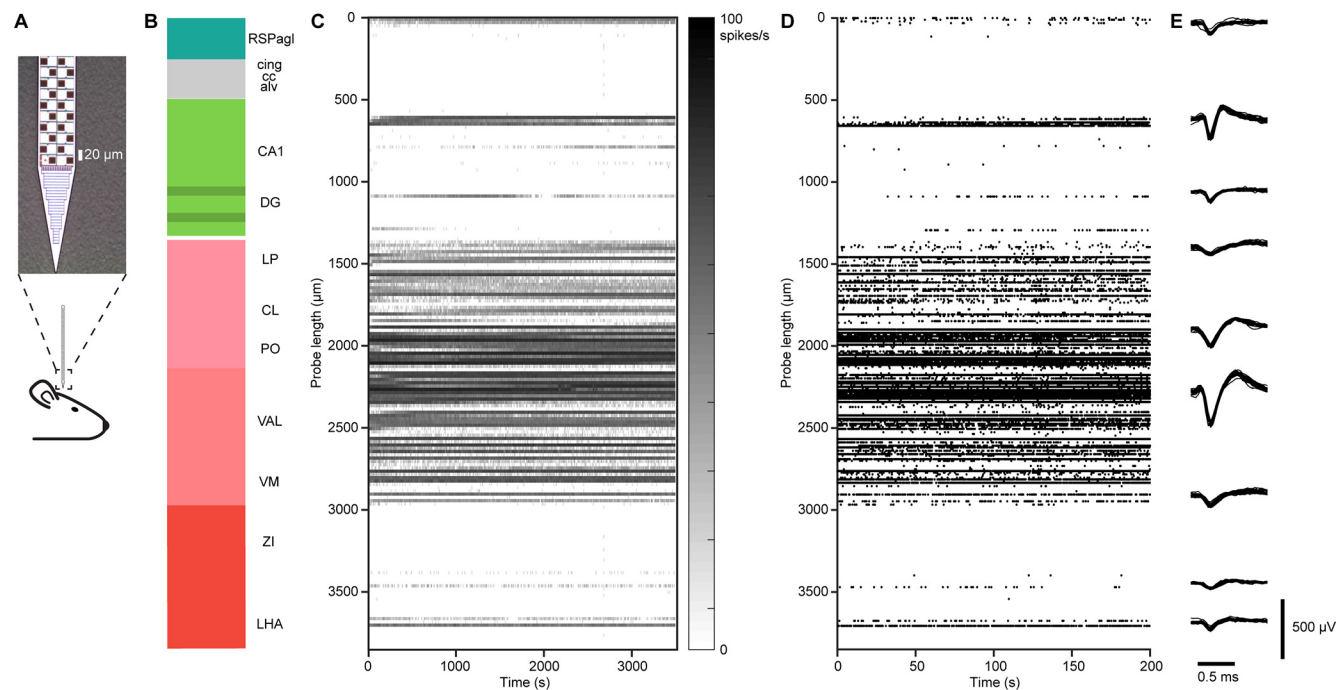 A
B
C
D
E
20 µm
RSPagl
cing
cc
alv
CA1
DG
LP
CL
PO
VAL
VM
ZI
LHA
Probe length (µm)
0
500
1000
1500
2000
2500
3000
3500
0
1000
2000
3000
Time (s)
100
spikes/s
0
Probe length (µm)
0
500
1000
1500
2000
2500
3000
3500
0
50
100
150
200
Time (s)
500 µV
0.5 ms